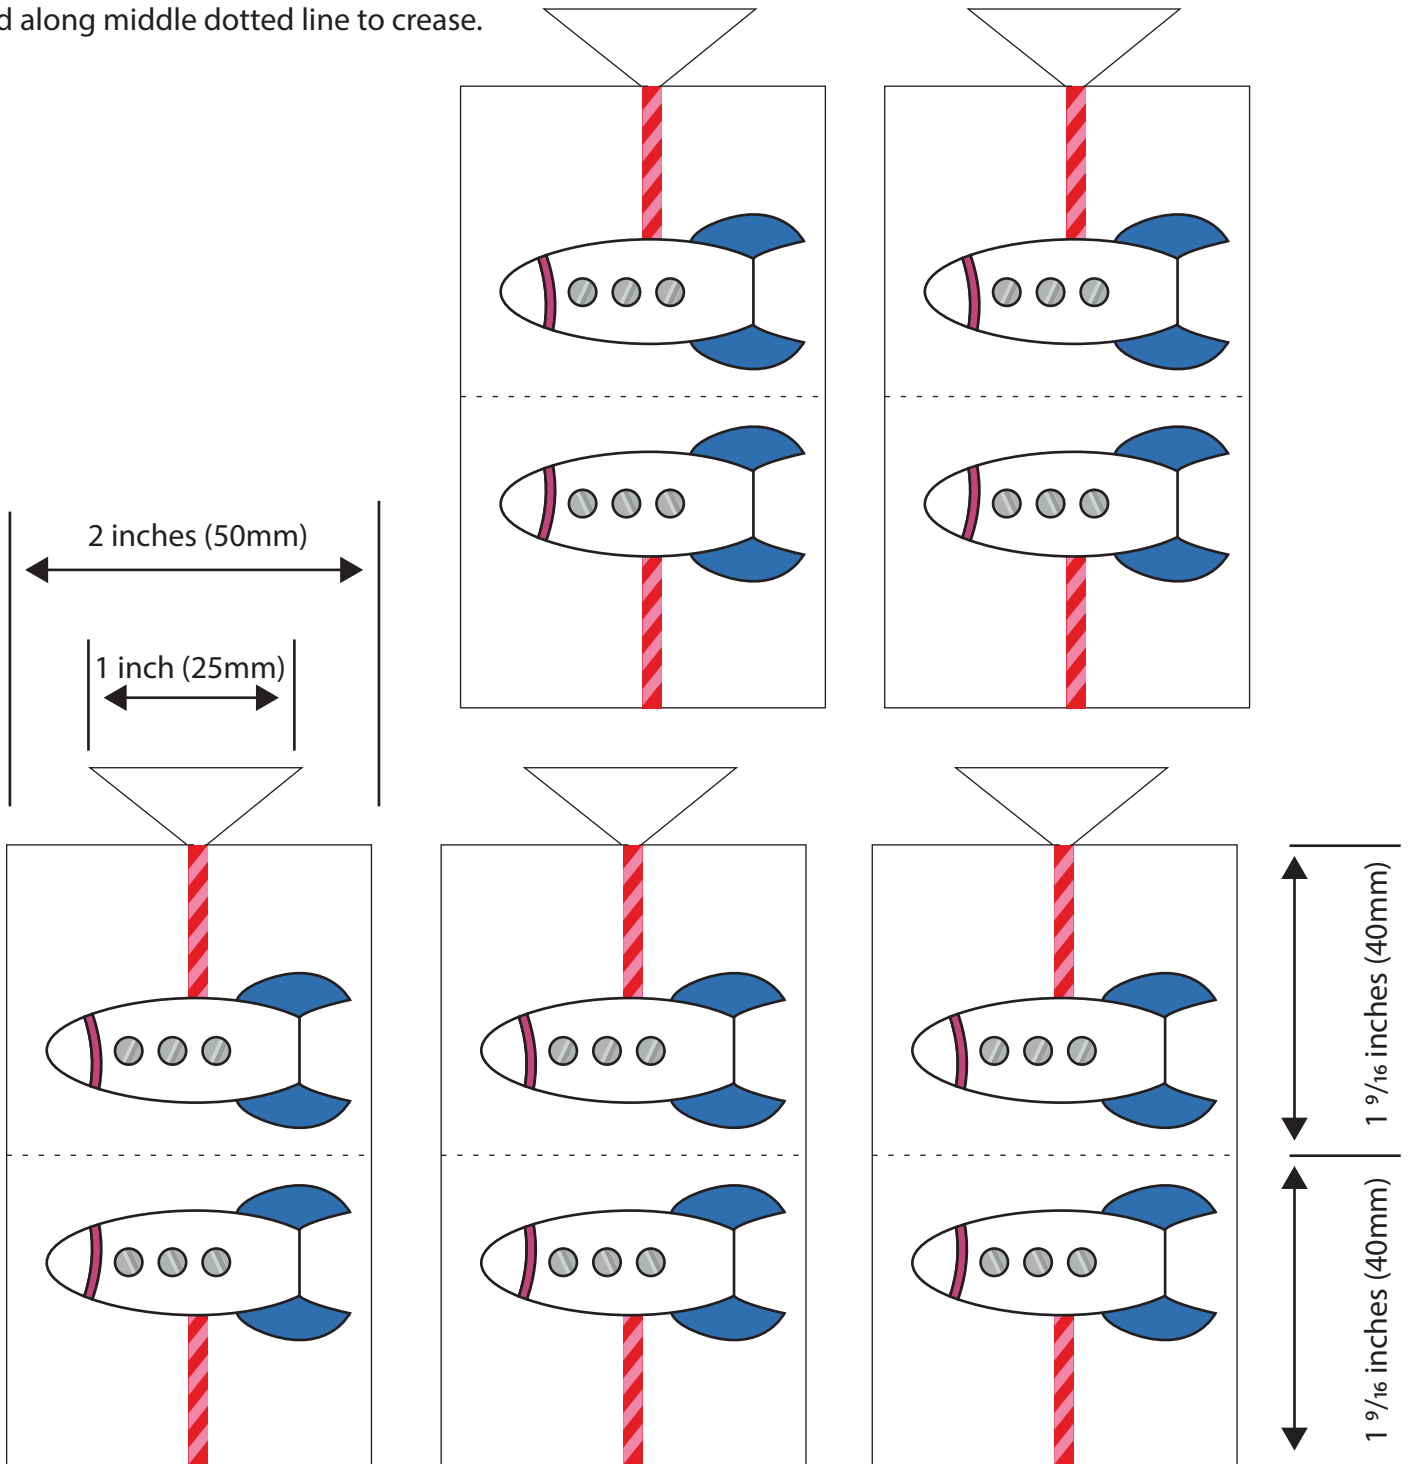 along middle dotted line to crease.
2 inches (50mm)
1 inch (25mm)
1 9/16 inches (40mm)
1 9/16 inches (40mm)